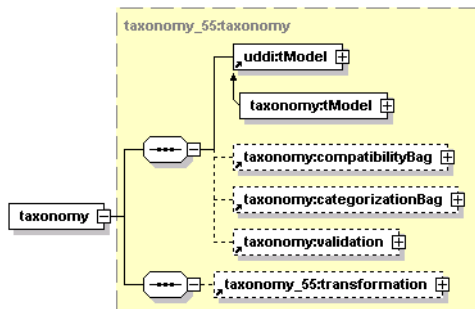 taxonomy_55:taxonomy
uddi:tModel
taxonomy:tModel
taxonomy:compatibilityBag
taxonomy:categorizationBag
taxonomy
taxonomy:validation
taxonomy_55:transformation